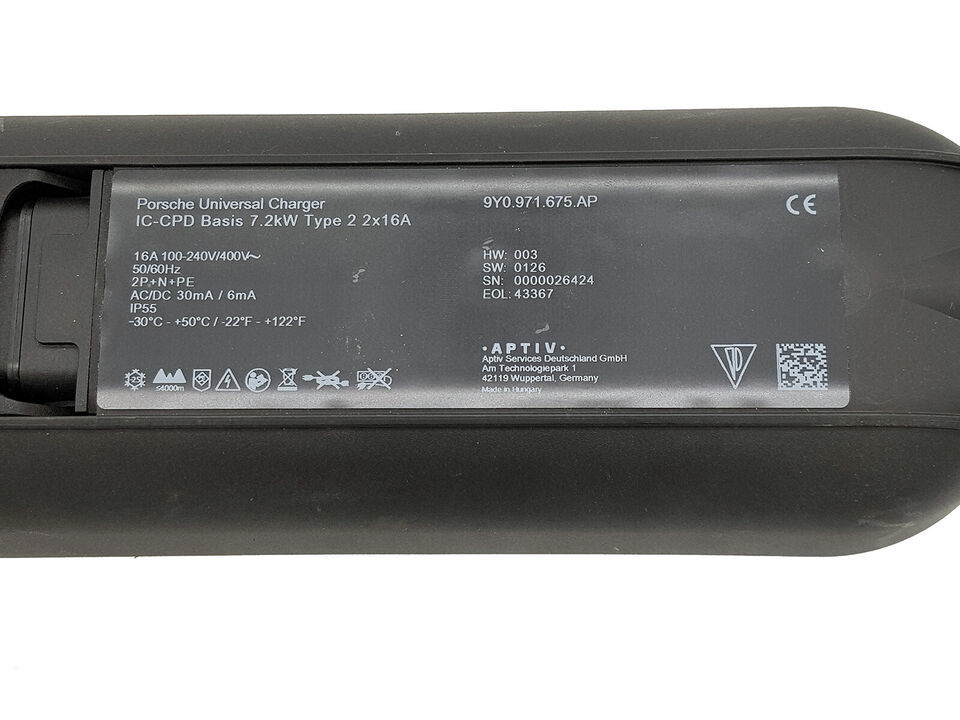 Porsche Universal Charger
IC-CPD Basis 7.2kW Type 2 2x16A
9Y0.971.675.AP
CE
16A 100-240V/400V~
50/60Hz
2P+N+PE
AC/DC 30mA / 6mA
IP55
-30°C - +50°C / -22°F - +122°F
HW: 003
SW: 0126
SN: 0000026424
EOL: 43367
25
≤4000m
·APTIV·
Aptiv Services Deutschland GmbH
Am Technologiepark 1
42119 Wuppertal, Germany
Made in Hungary